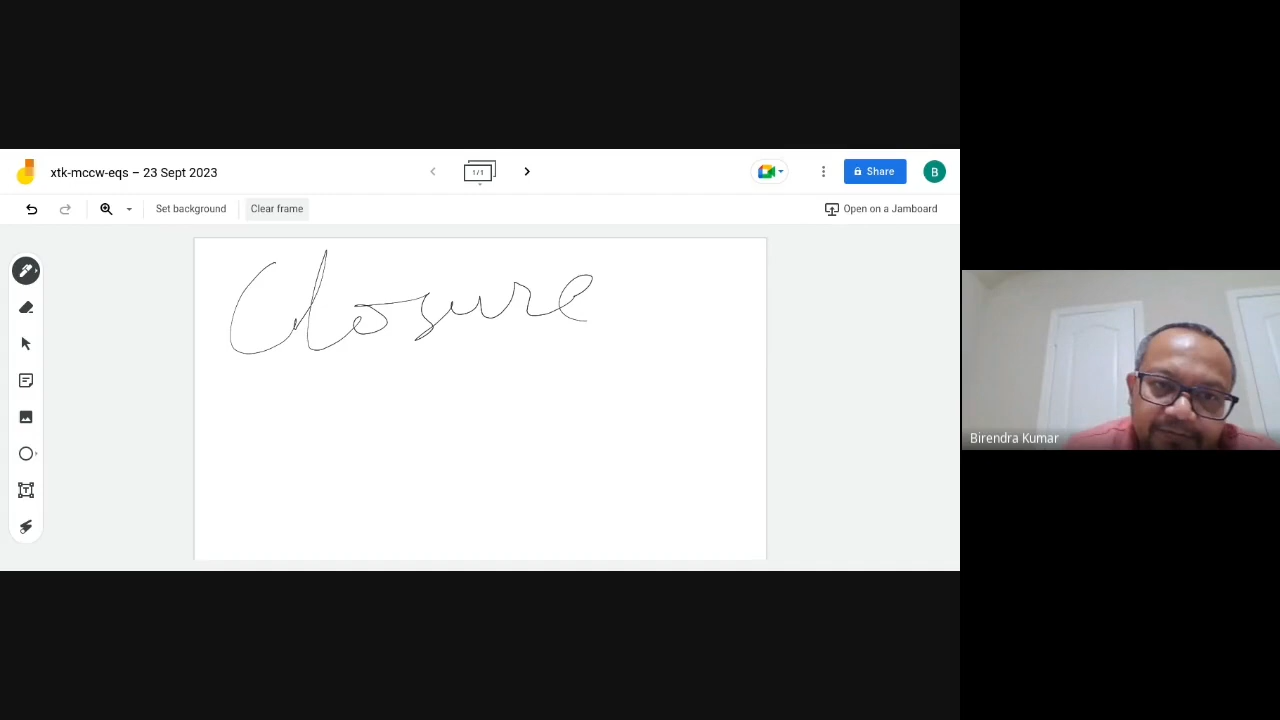 xtk-mccw-eqs – 23 Sept 2023
1/1
Share
B
Set background
Clear frame
Open on a Jamboard
Closure
Birendra Kumar